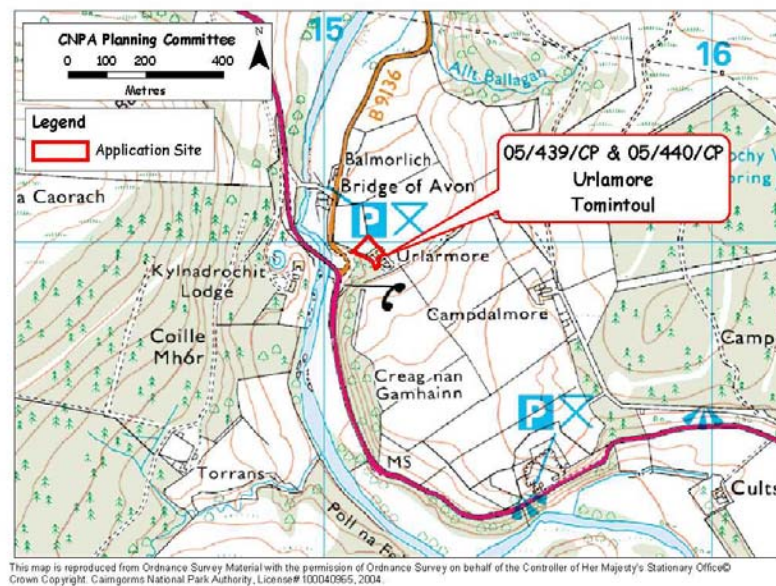 CNPA Planning Committee
N
0 100 200 400
Metres
Legend
Application Site
15
16
Allt Ballagan
B9136
05/439/CP & 05/440/CP
Urlamore
Tomintoul
Balmorlich
Bridge of Avon
P
a Caorach
Urlarmore
Kylnadrochit
Lodge
Campdalmore
Coille
Mhór
Camp
Creag nan
Gamhainn
P
MS
Torrans
Cults
Poll na
This map is reproduced from Ordnance Survey Material with the permission of Ordnance Survey on behalf of the Controller of Her Majesty's Stationary Office©
Crown Copyright. Cairngorms National Park Authority, License# 100040965, 2004.